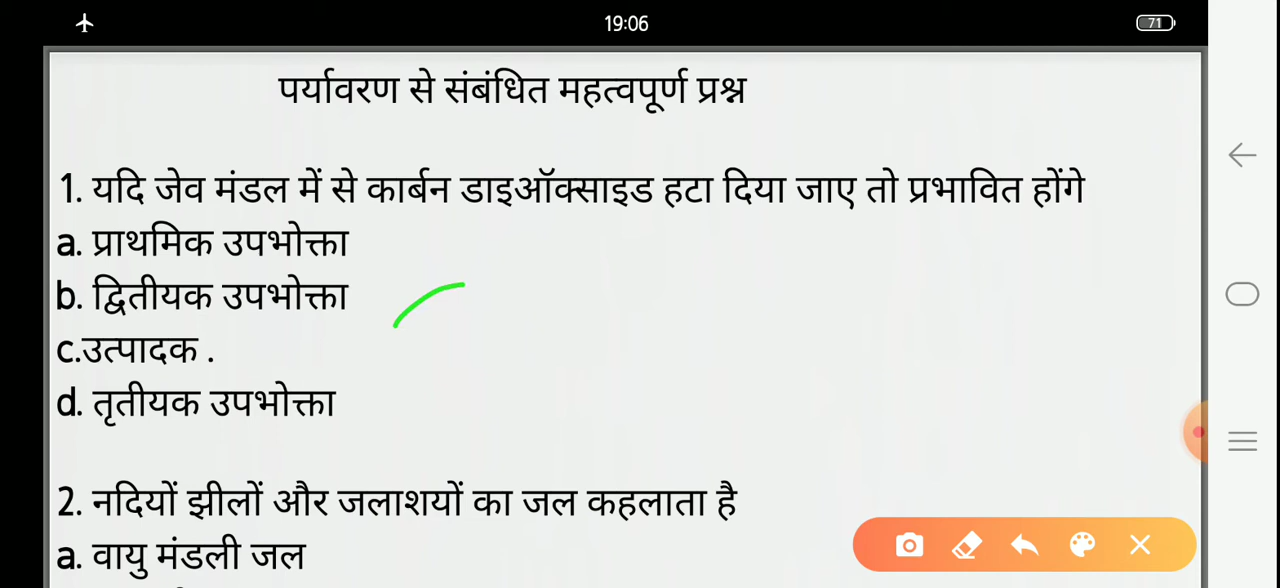 19:06
71
पर्यावरण से संबंधित महत्वपूर्ण प्रश्न
1. यदि जेव मंडल में से कार्बन डाइऑक्साइड हटा दिया जाए तो प्रभावित होंगे
a. प्राथमिक उपभोक्ता
b. द्वितीयक उपभोक्ता
c.उत्पादक .
d. तृतीयक उपभोक्ता
2. नदियों झीलों और जलाशयों का जल कहलाता है
a. वायु मंडली जल